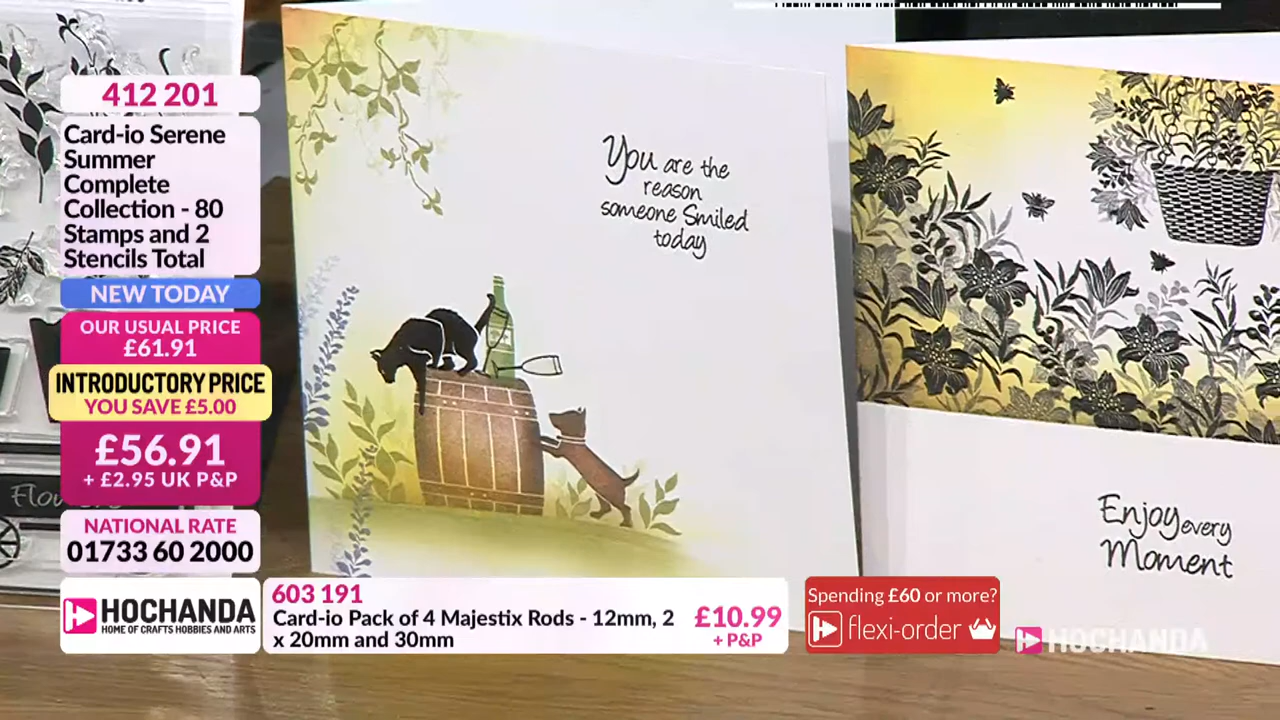 412 201
Card-io Serene
Summer
Complete
Collection - 80
Stamps and 2
Stencils Total
NEW TODAY
OUR USUAL PRICE
£61.91
INTRODUCTORY PRICE
YOU SAVE £5.00
£56.91
+ £2.95 UK P&P
NATIONAL RATE
01733 60 2000
HOCHANDA
HOME OF CRAFTS HOBBIES AND ARTS
603 191
Card-io Pack of 4 Majestix Rods - 12mm, 2
x 20mm and 30mm
£10.99
+ P&P
Spending £60 or more?
flexi-order
HOCHANDA
You are the
reason
someone Smiled
today
Enjoy every
Moment